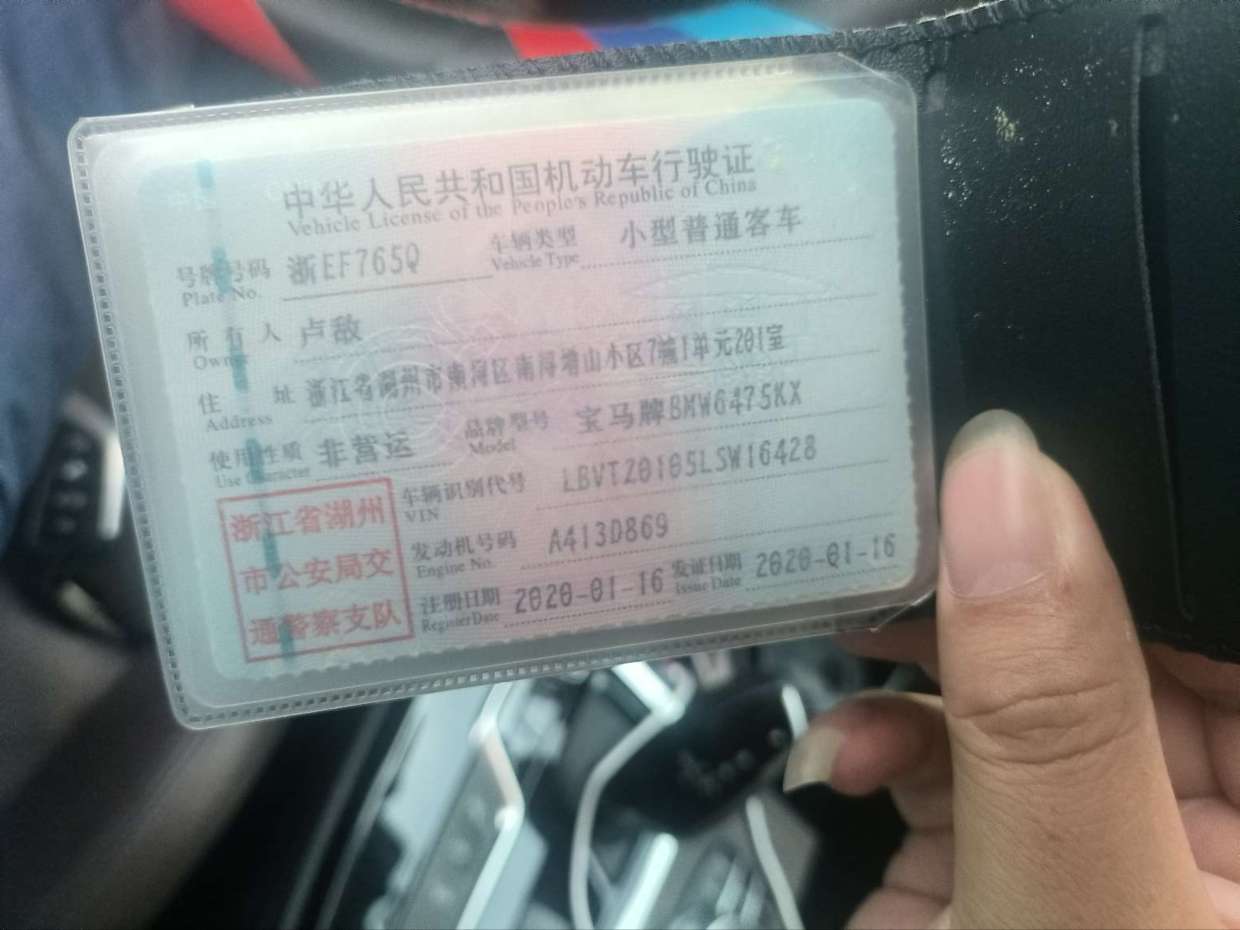 中华人民共和国机动车行驶证
Vehicle License of the People's Republic of China
号牌号码 浙EF765Q 车辆类型 小型普通客车
Plate No. Vehicle Type
所有人 卢敌
Owner
住址 浙江省湖州市南浔区南浔塘山小区7幢1单元201室
Address
使用性质 非营运 品牌型号 宝马牌BMW6475KX
Use Character Model
车辆识别代号 LBVTZ0105LSW16428
VIN
发动机号码 A413D869
Engine No.
注册日期 2020-01-16 发证日期 2020-01-16
Register Date Issue Date
浙江省湖州
市公安局交
通警察支队